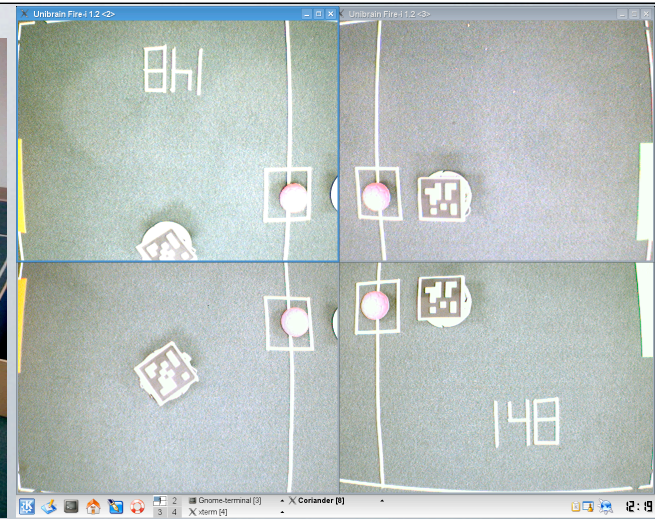 Unibrain Fire-i 1.2 <2>
Unibrain Fire-i 1.2 <3>
148
148
2
Gnome-terminal [3]
Coriander [8]
3
4
xterm [4]
12:19